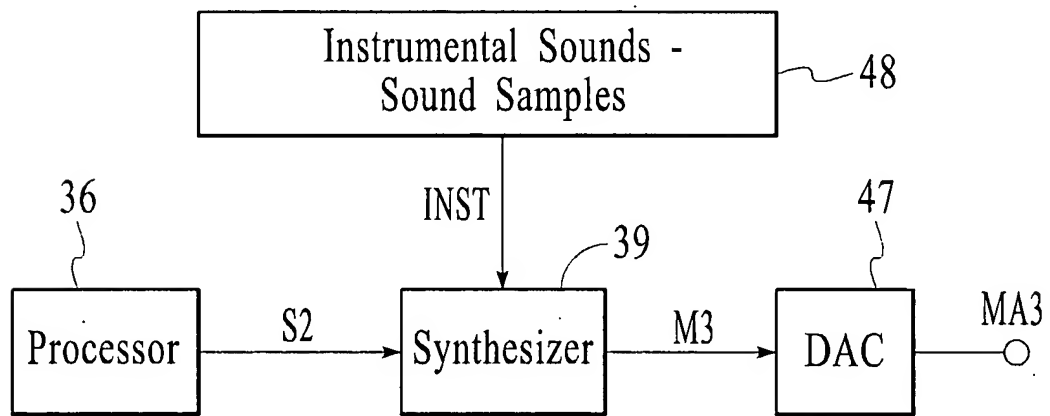 Instrumental Sounds -
Sound Samples
48
INST
36
39
47
Processor
S2
Synthesizer
M3
DAC
MA3